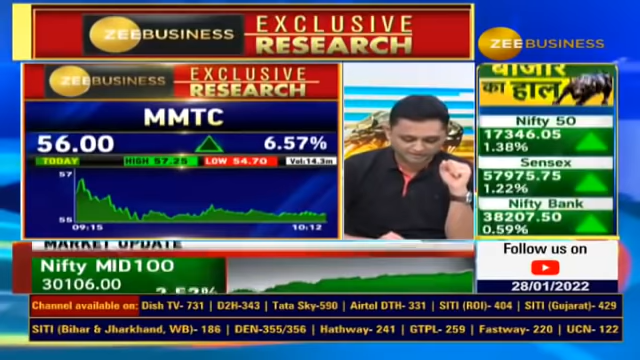 ZEEBUSINESS
EXCLUSIVE
RESEARCH
ZEEBUSINESS
ZEEBUSINESS
EXCLUSIVE
RESEARCH
MMTC
56.00 6.57%
TODAY HIGH 57.25 LOW 54.70 Vol:14.3m
57
55
09:15 10:12
बाजार
का हाल
Nifty 50
17346.05
1.38%
Sensex
57975.75
1.22%
Nifty Bank
38207.50
0.59%
MARKET UPDATE
Nifty MID100
30106.00
Follow us on
28/01/2022
Channel available on: Dish TV- 731 | D2H-343 | Tata Sky-590 | Airtel DTH- 331 | SITI (ROI)- 404 | SITI (Gujarat)- 429
SITI (Bihar & Jharkhand, WB)- 186 | DEN-355/356 | Hathway- 241 | GTPL- 259 | Fastway- 220 | UCN- 122